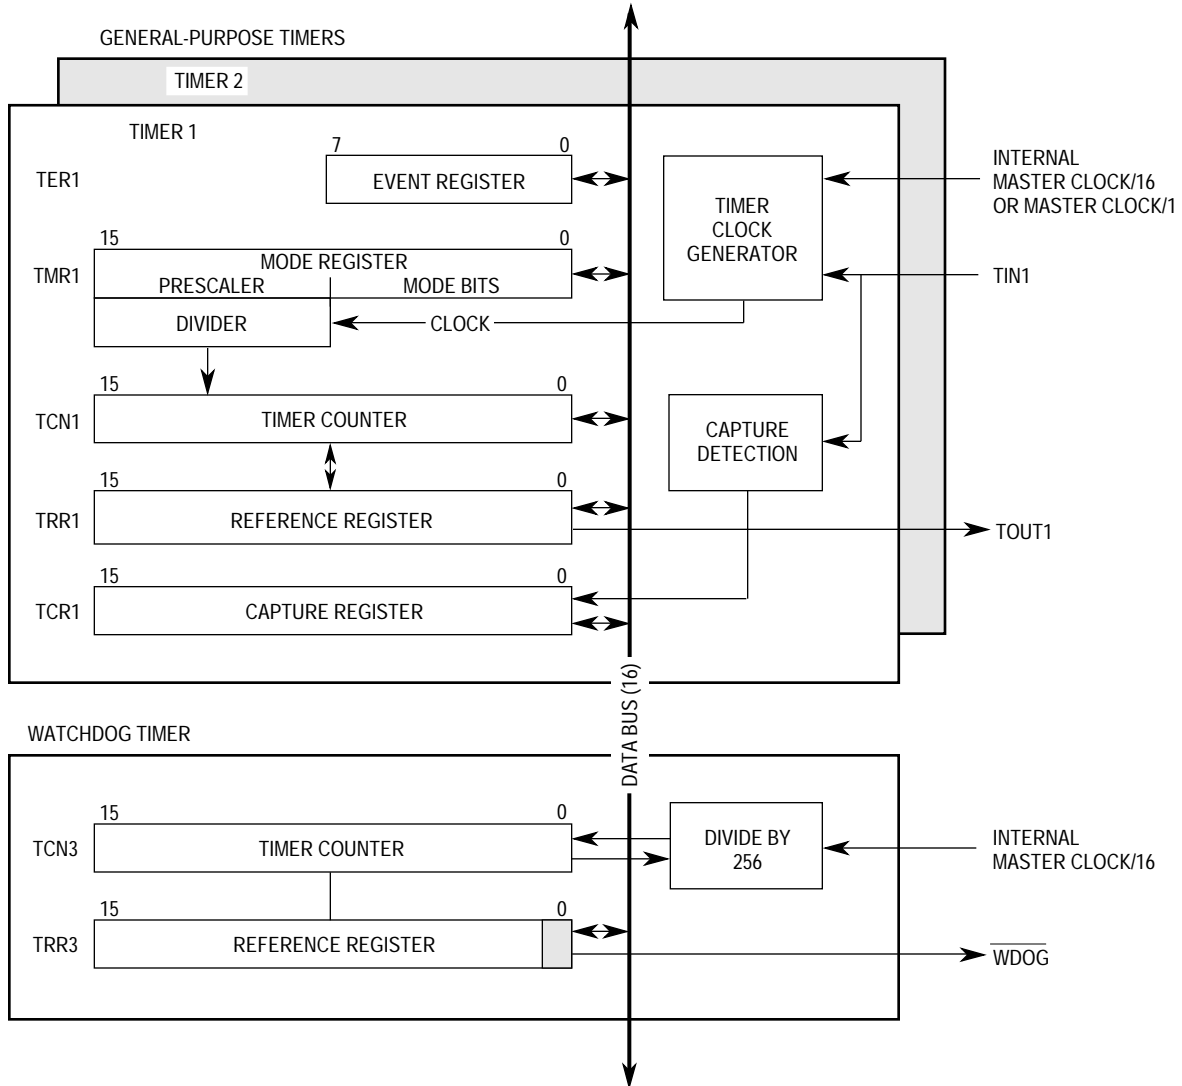 GENERAL-PURPOSE TIMERS
TIMER 2
TIMER 1
7 0
TER1
EVENT REGISTER
TIMER
CLOCK
GENERATOR
INTERNAL
MASTER CLOCK/16
OR MASTER CLOCK/1
15 0
TMR1
MODE REGISTER
PRESCALER MODE BITS
TIN1
DIVIDER
CLOCK
15 0
TCN1
TIMER COUNTER
CAPTURE
DETECTION
15 0
TRR1
REFERENCE REGISTER
TOUT1
15 0
TCR1
CAPTURE REGISTER
DATA BUS (16)
WATCHDOG TIMER
15 0
TCN3
TIMER COUNTER
DIVIDE BY
256
INTERNAL
MASTER CLOCK/16
15 0
TRR3
REFERENCE REGISTER
WDOG